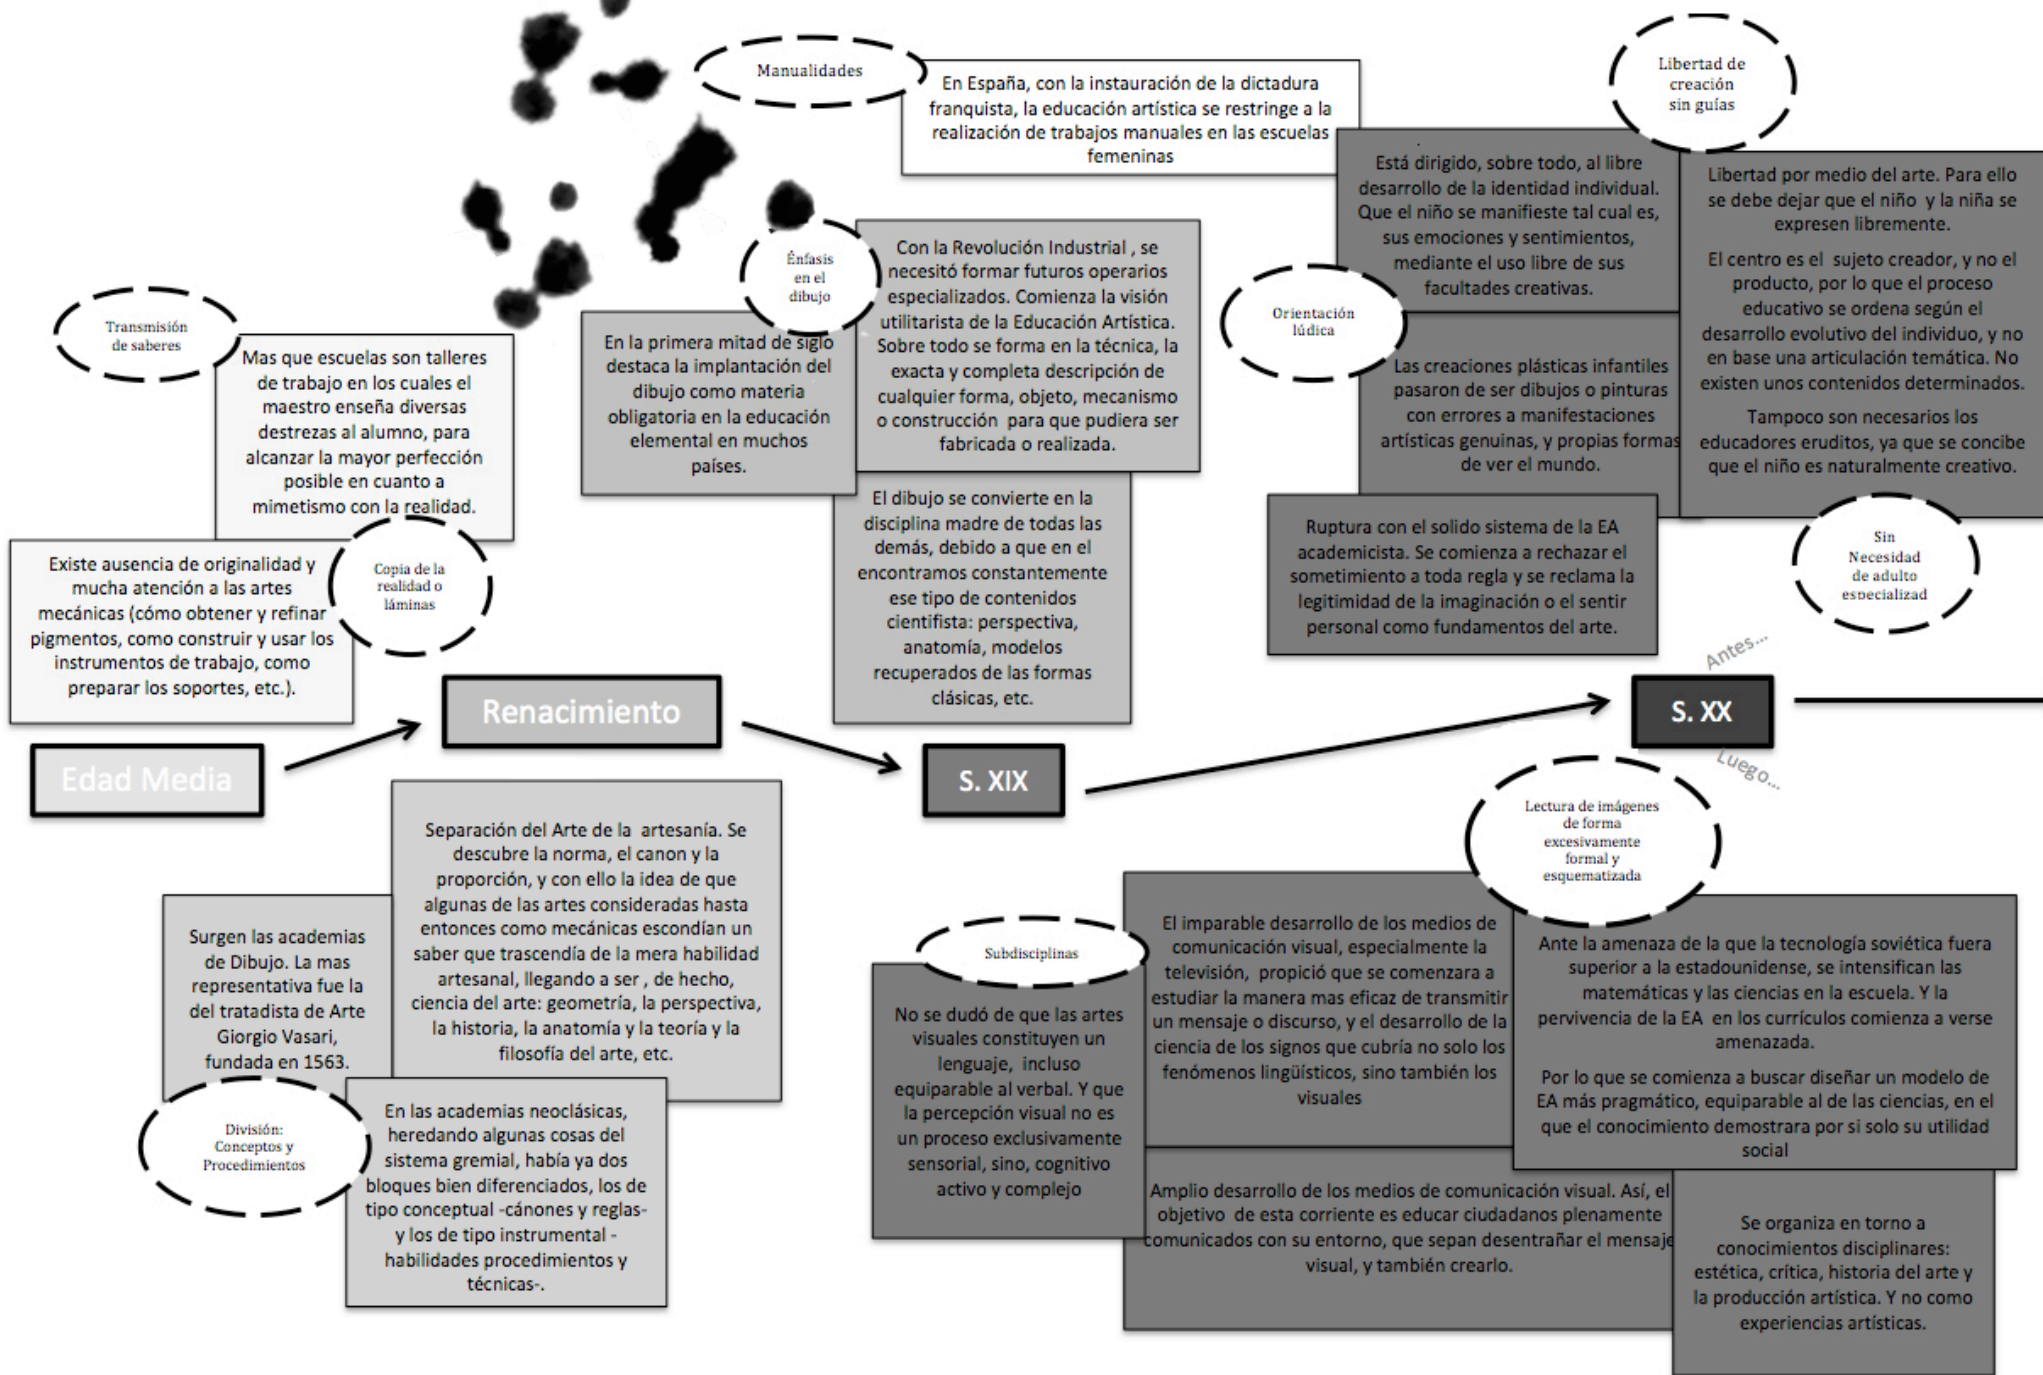 Manualidades
En España, con la instauración de la dictadura
franquista, la educación artística se restringe a la
realización de trabajos manuales en las escuelas
femeninas
Libertad de
creación
sin guías
Está dirigido, sobre todo, al libre
desarrollo de la identidad individual.
Que el niño se manifieste tal cual es,
sus emociones y sentimientos,
mediante el uso libre de sus
facultades creativas.
Libertad por medio del arte. Para ello
se debe dejar que el niño y la niña se
expresen libremente.
El centro es el sujeto creador, y no el
producto, por lo que el proceso
educativo se ordena según el
desarrollo evolutivo del individuo, y no
en base una articulación temática. No
existen unos contenidos determinados.
Tampoco son necesarios los
educadores eruditos, ya que se concibe
que el niño es naturalmente creativo.
Énfasis
en el
dibujo
Con la Revolución Industrial , se
necesitó formar futuros operarios
especializados. Comienza la visión
utilitarista de la Educación Artística.
Sobre todo se forma en la técnica, la
exacta y completa descripción de
cualquier forma, objeto, mecanismo
o construcción para que pudiera ser
fabricada o realizada.
Orientación
lúdica
Transmisión
de saberes
Mas que escuelas son talleres
de trabajo en los cuales el
maestro enseña diversas
destrezas al alumno, para
alcanzar la mayor perfección
posible en cuanto a
mimetismo con la realidad.
En la primera mitad de siglo
destaca la implantación del
dibujo como materia
obligatoria en la educación
elemental en muchos
países.
Las creaciones plásticas infantiles
pasaron de ser dibujos o pinturas
con errores a manifestaciones
artísticas genuinas, y propias formas
de ver el mundo.
El dibujo se convierte en la
disciplina madre de todas las
demás, debido a que en el
encontramos constantemente
ese tipo de contenidos
cientifista: perspectiva,
anatomía, modelos
recuperados de las formas
clásicas, etc.
Ruptura con el solido sistema de la EA
academicista. Se comienza a rechazar el
sometimiento a toda regla y se reclama la
legitimidad de la imaginación o el sentir
personal como fundamentos del arte.
Sin
Necesidad
de adulto
especializad
Existe ausencia de originalidad y
mucha atención a las artes
mecánicas (cómo obtener y refinar
pigmentos, como construir y usar los
instrumentos de trabajo, como
preparar los soportes, etc.).
Copia de la
realidad o
láminas
Antes...
Edad Media
Renacimiento
S. XIX
S. XX
Luego...
Separación del Arte de la artesanía. Se
descubre la norma, el canon y la
proporción, y con ello la idea de que
algunas de las artes consideradas hasta
entonces como mecánicas escondían un
saber que trascendía de la mera habilidad
artesanal, llegando a ser , de hecho,
ciencia del arte: geometría, la perspectiva,
la historia, la anatomía y la teoría y la
filosofía del arte, etc.
Surgen las academias
de Dibujo. La mas
representativa fue la
del tratadista de Arte
Giorgio Vasari,
fundada en 1563.
División:
Conceptos y
Procedimientos
En las academias neoclásicas,
heredando algunas cosas del
sistema gremial, había ya dos
bloques bien diferenciados, los de
tipo conceptual -cánones y reglas-
y los de tipo instrumental -
habilidades procedimientos y
técnicas-.
Lectura de imágenes
de forma
excesivamente
formal y
esquematizada
Subdisciplinas
No se dudó de que las artes
visuales constituyen un
lenguaje, incluso
equiparable al verbal. Y que
la percepción visual no es
un proceso exclusivamente
sensorial, sino, cognitivo
activo y complejo
El imparable desarrollo de los medios de
comunicación visual, especialmente la
televisión, propició que se comenzara a
estudiar la manera mas eficaz de transmitir
un mensaje o discurso, y el desarrollo de la
ciencia de los signos que cubría no solo los
fenómenos lingüísticos, sino también los
visuales
Ante la amenaza de la que la tecnología soviética fuera
superior a la estadounidense, se intensifican las
matemáticas y las ciencias en la escuela. Y la
pervivencia de la EA en los currículos comienza a verse
amenazada.
Por lo que se comienza a buscar diseñar un modelo de
EA más pragmático, equiparable al de las ciencias, en el
que el conocimiento demostrara por si solo su utilidad
social
Amplio desarrollo de los medios de comunicación visual. Así, el
objetivo de esta corriente es educar ciudadanos plenamente
comunicados con su entorno, que sepan desentrañar el mensaje
visual, y también crearlo.
Se organiza en torno a
conocimientos disciplinares:
estética, crítica, historia del arte y
la producción artística. Y no como
experiencias artísticas.